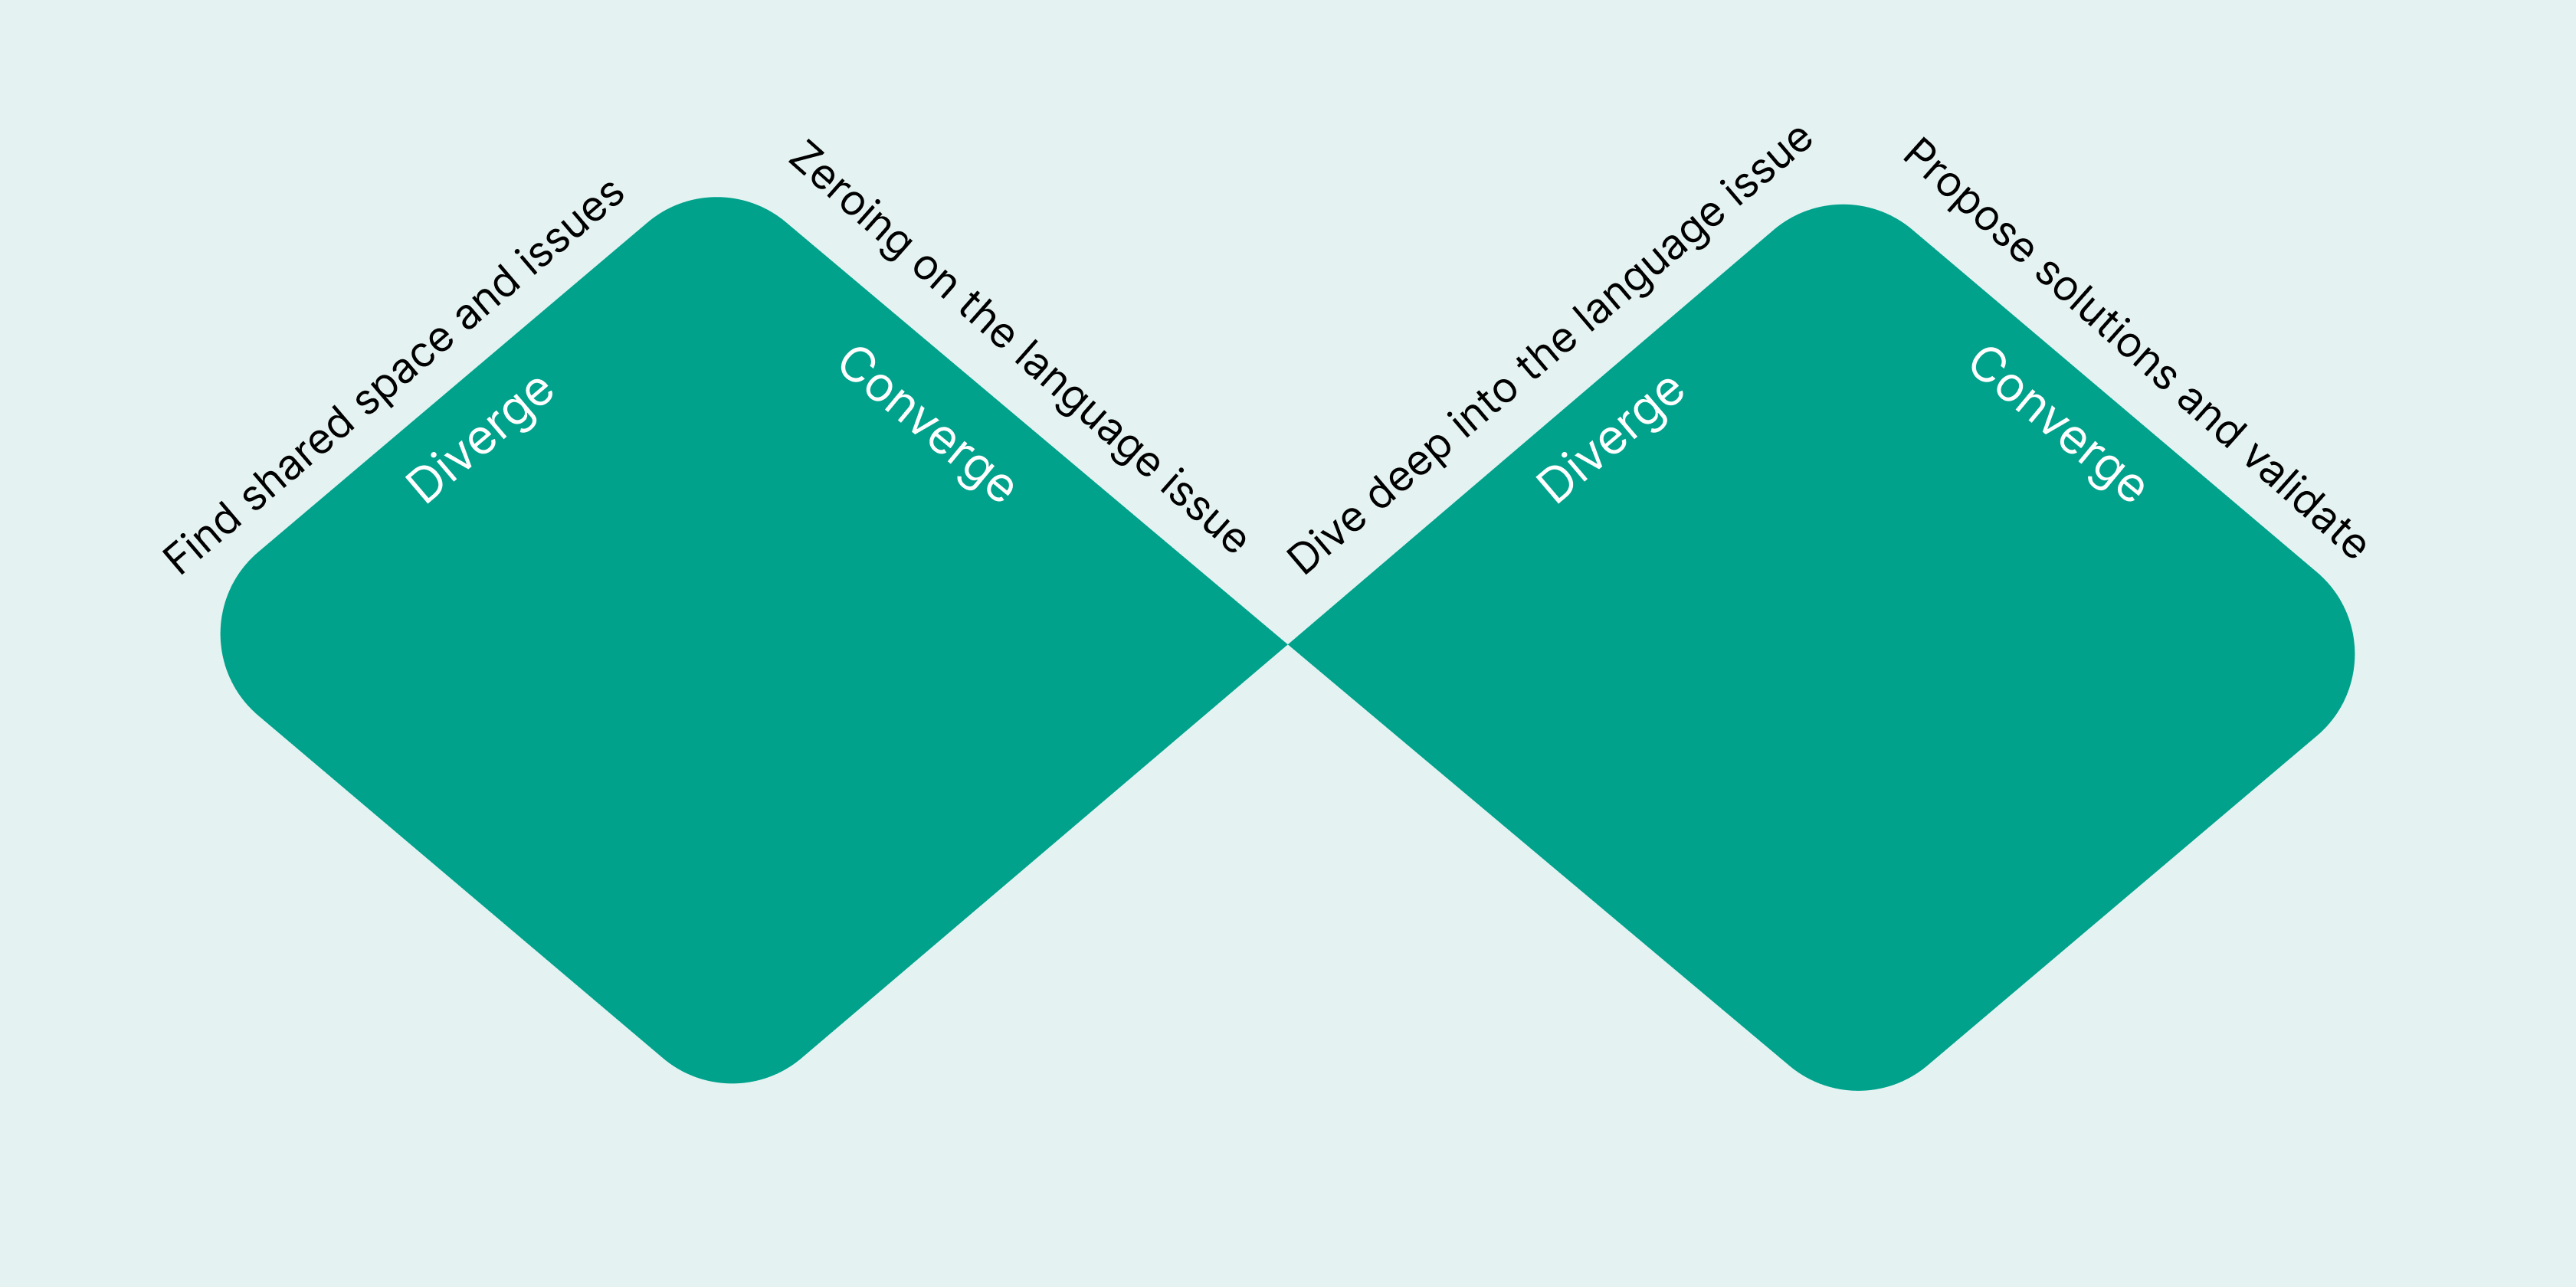 Find shared space and issues
Diverge
Zeroing on the language issue
Converge
Dive deep into the language issue
Diverge
Propose solutions and validate
Converge